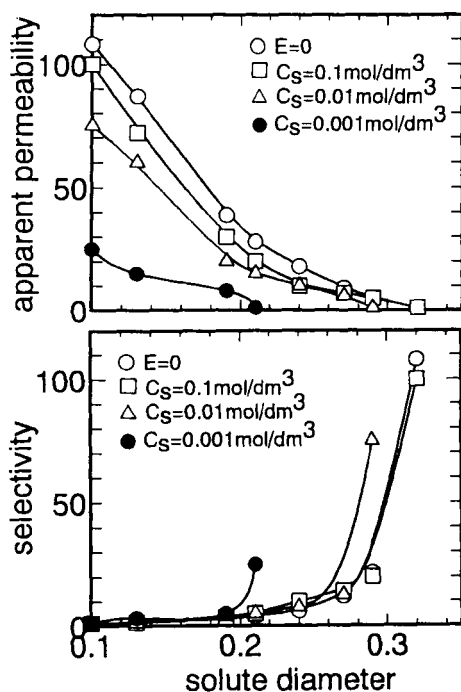 apparent permeability
100
50
0
E=0
Cs=0.1mol/dm³
Cs=0.01mol/dm³
Cs=0.001mol/dm³
selectivity
100
50
0
E=0
Cs=0.1mol/dm³
Cs=0.01mol/dm³
Cs=0.001mol/dm³
0.1
0.2
0.3
solute diameter